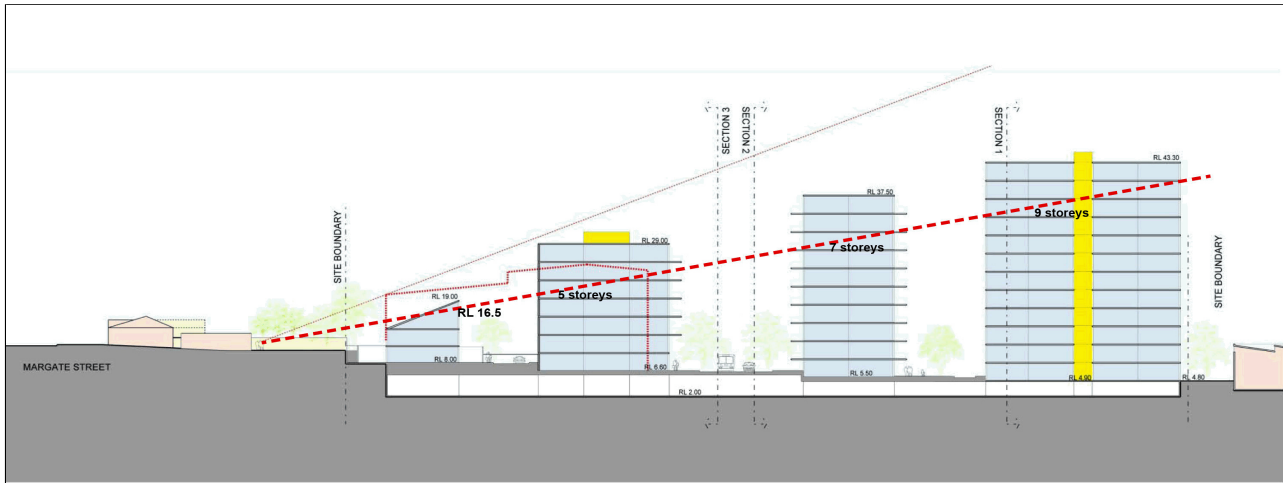 SITE BOUNDARY
SECTION 3
SECTION 2
SECTION 1
RL 43.30
RL 37.50
9 storeys
7 storeys
RL 29.00
SITE BOUNDARY
5 storeys
RL 19.00
RL 16.5
MARGATE STREET
RL 8.00
RL 6.60
RL 5.50
RL 4.90
RL 4.80
RL 2.00